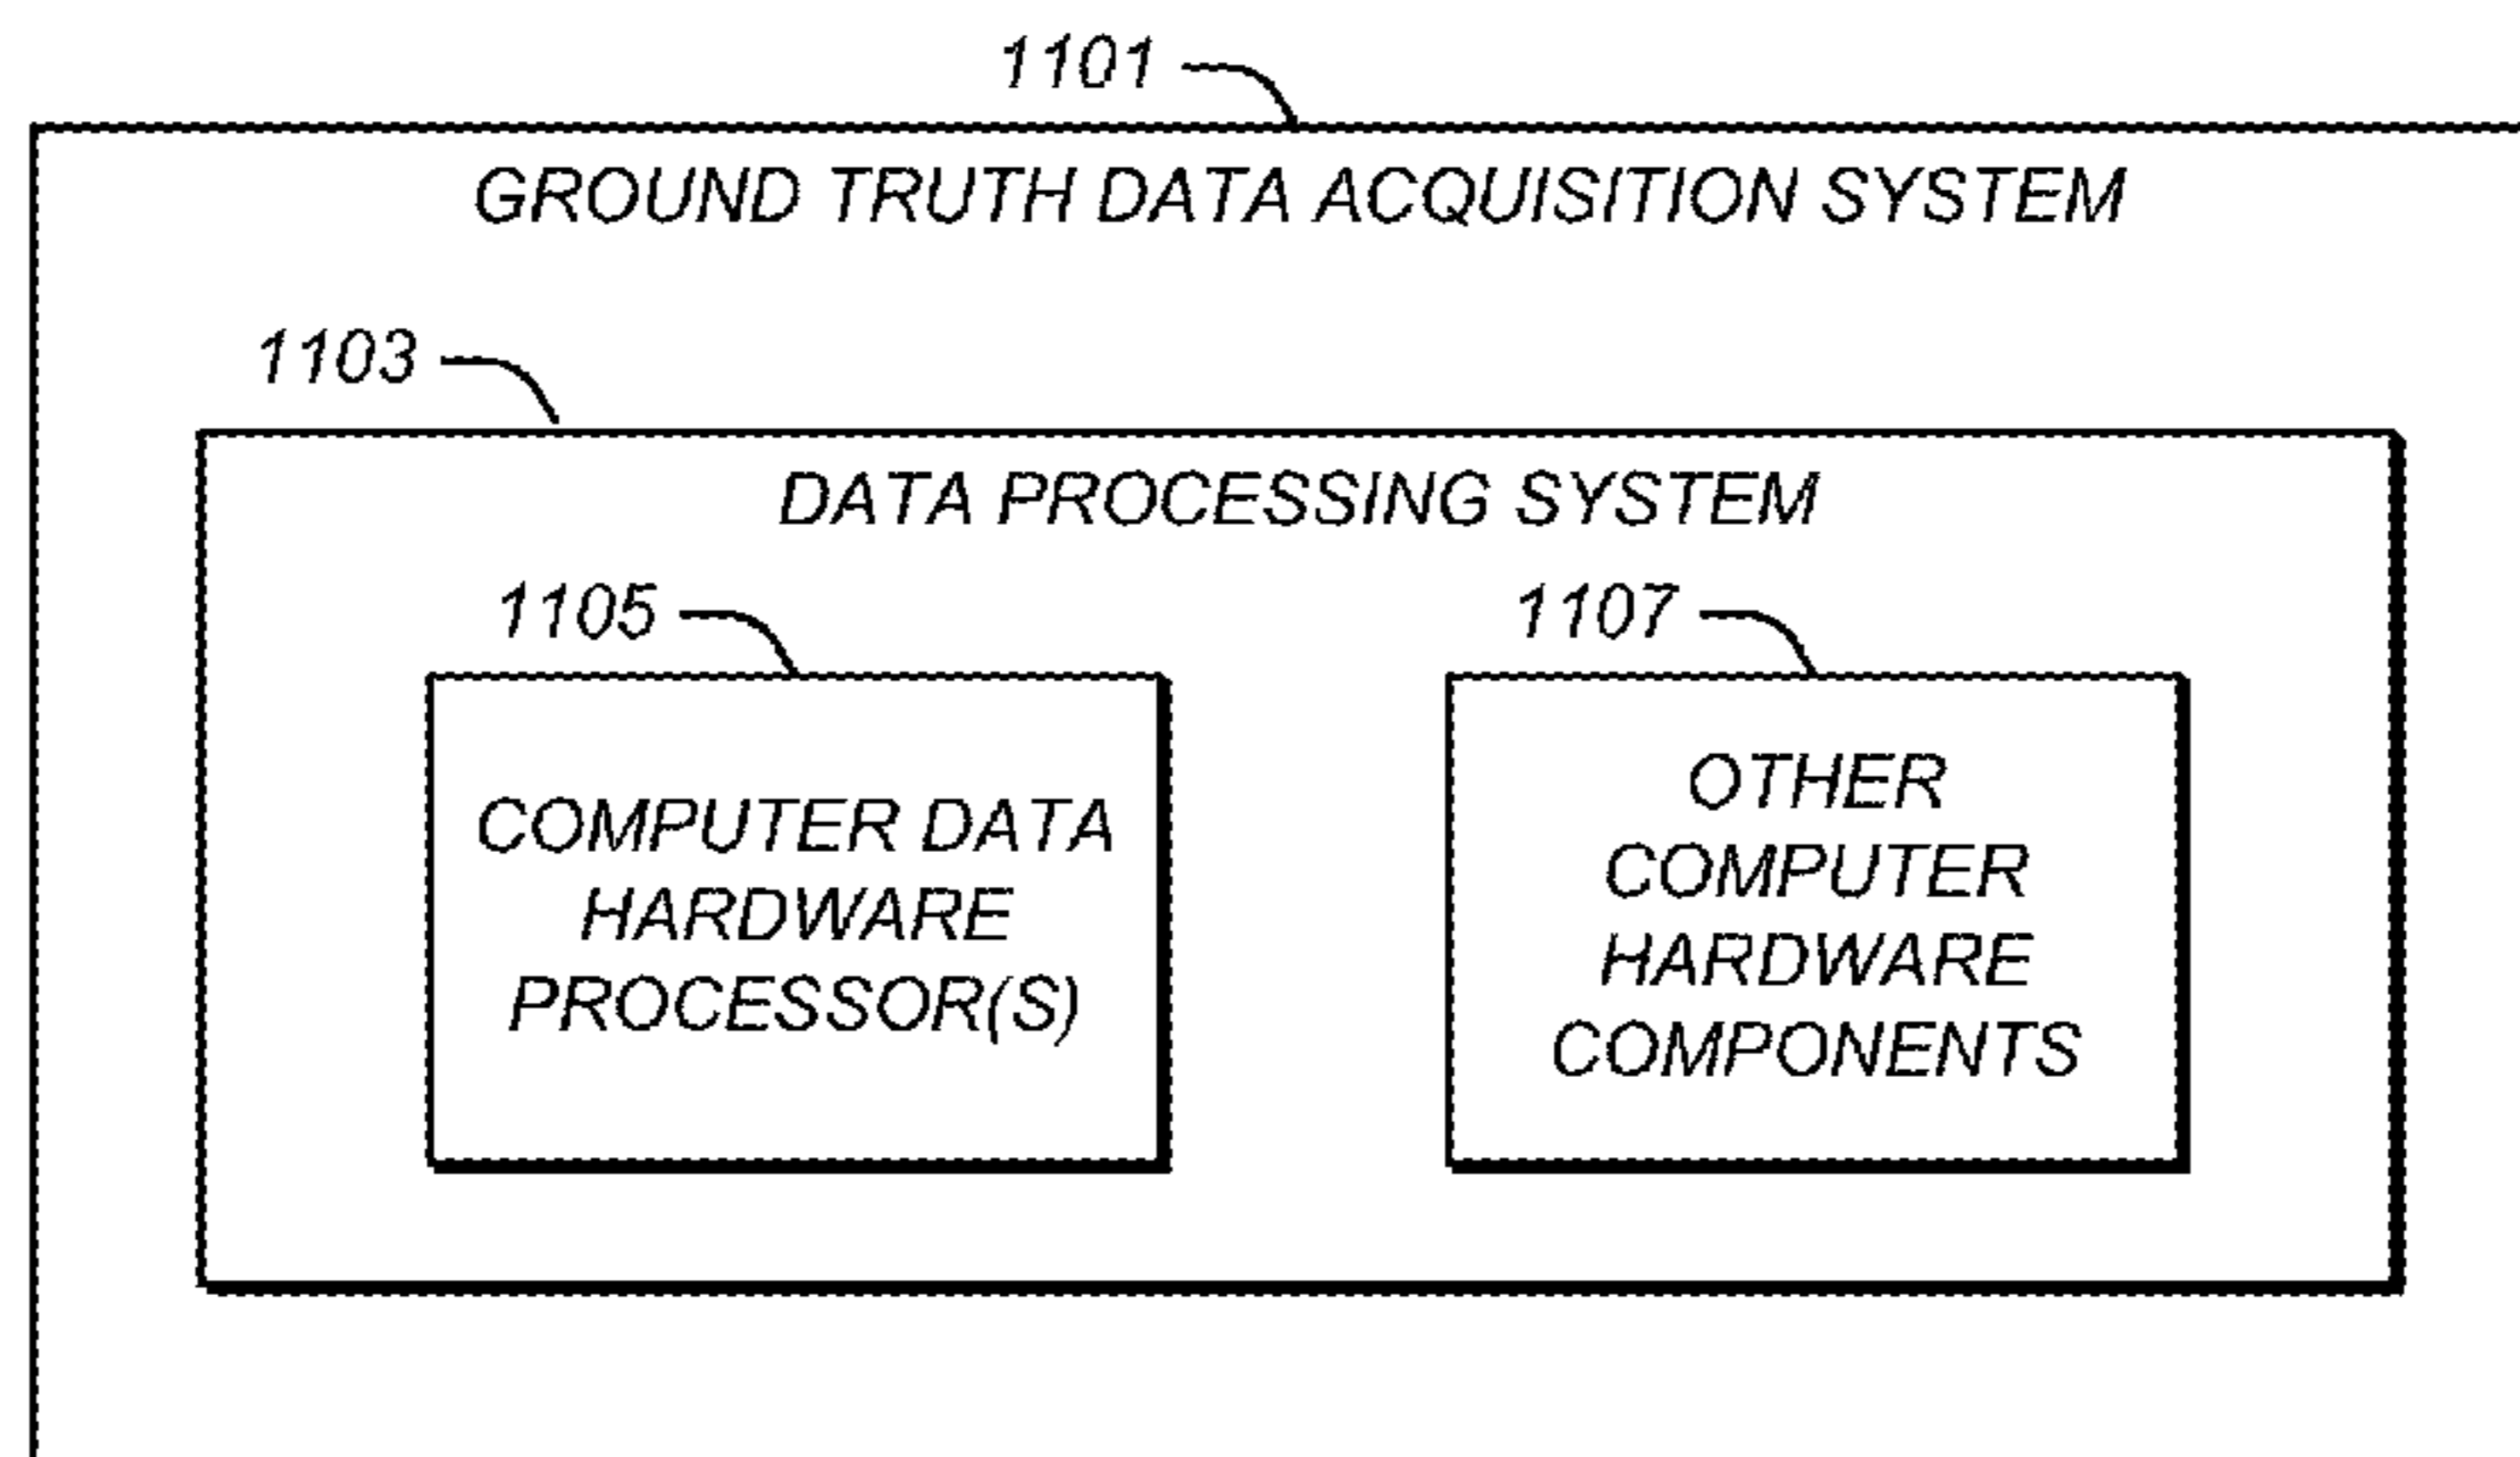 1101
GROUND TRUTH DATA ACQUISITION SYSTEM
1103
DATA PROCESSING SYSTEM
1105
1107
COMPUTER DATA
HARDWARE
PROCESSOR(S)
OTHER
COMPUTER
HARDWARE
COMPONENTS